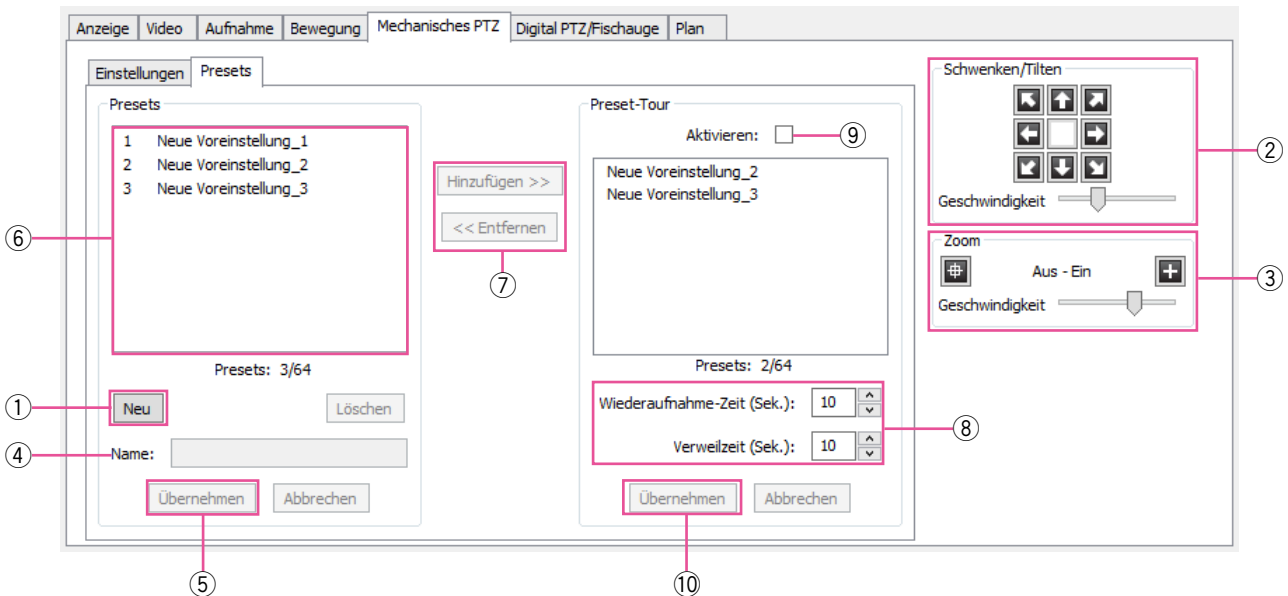 Anzeige Video Aufnahme Bewegung Mechanisches PTZ Digital PTZ/Fischauge Plan
Einstellungen Presets
Presets
1 Neue Voreinstellung_1
2 Neue Voreinstellung_2
3 Neue Voreinstellung_3
Presets: 3/64
Neu
Löschen
Name:
Übernehmen
Abbrechen
Hinzufügen >>
<< Entfernen
Preset-Tour
Aktivieren:
Neue Voreinstellung_2
Neue Voreinstellung_3
Presets: 2/64
Wiederaufnahme-Zeit (Sek.): 10
Verweilzeit (Sek.): 10
Übernehmen
Abbrechen
Schwenken/Tilten
Geschwindigkeit
Zoom
Aus - Ein
Geschwindigkeit
①
②
③
④
⑤
⑥
⑦
⑧
⑨
⑩